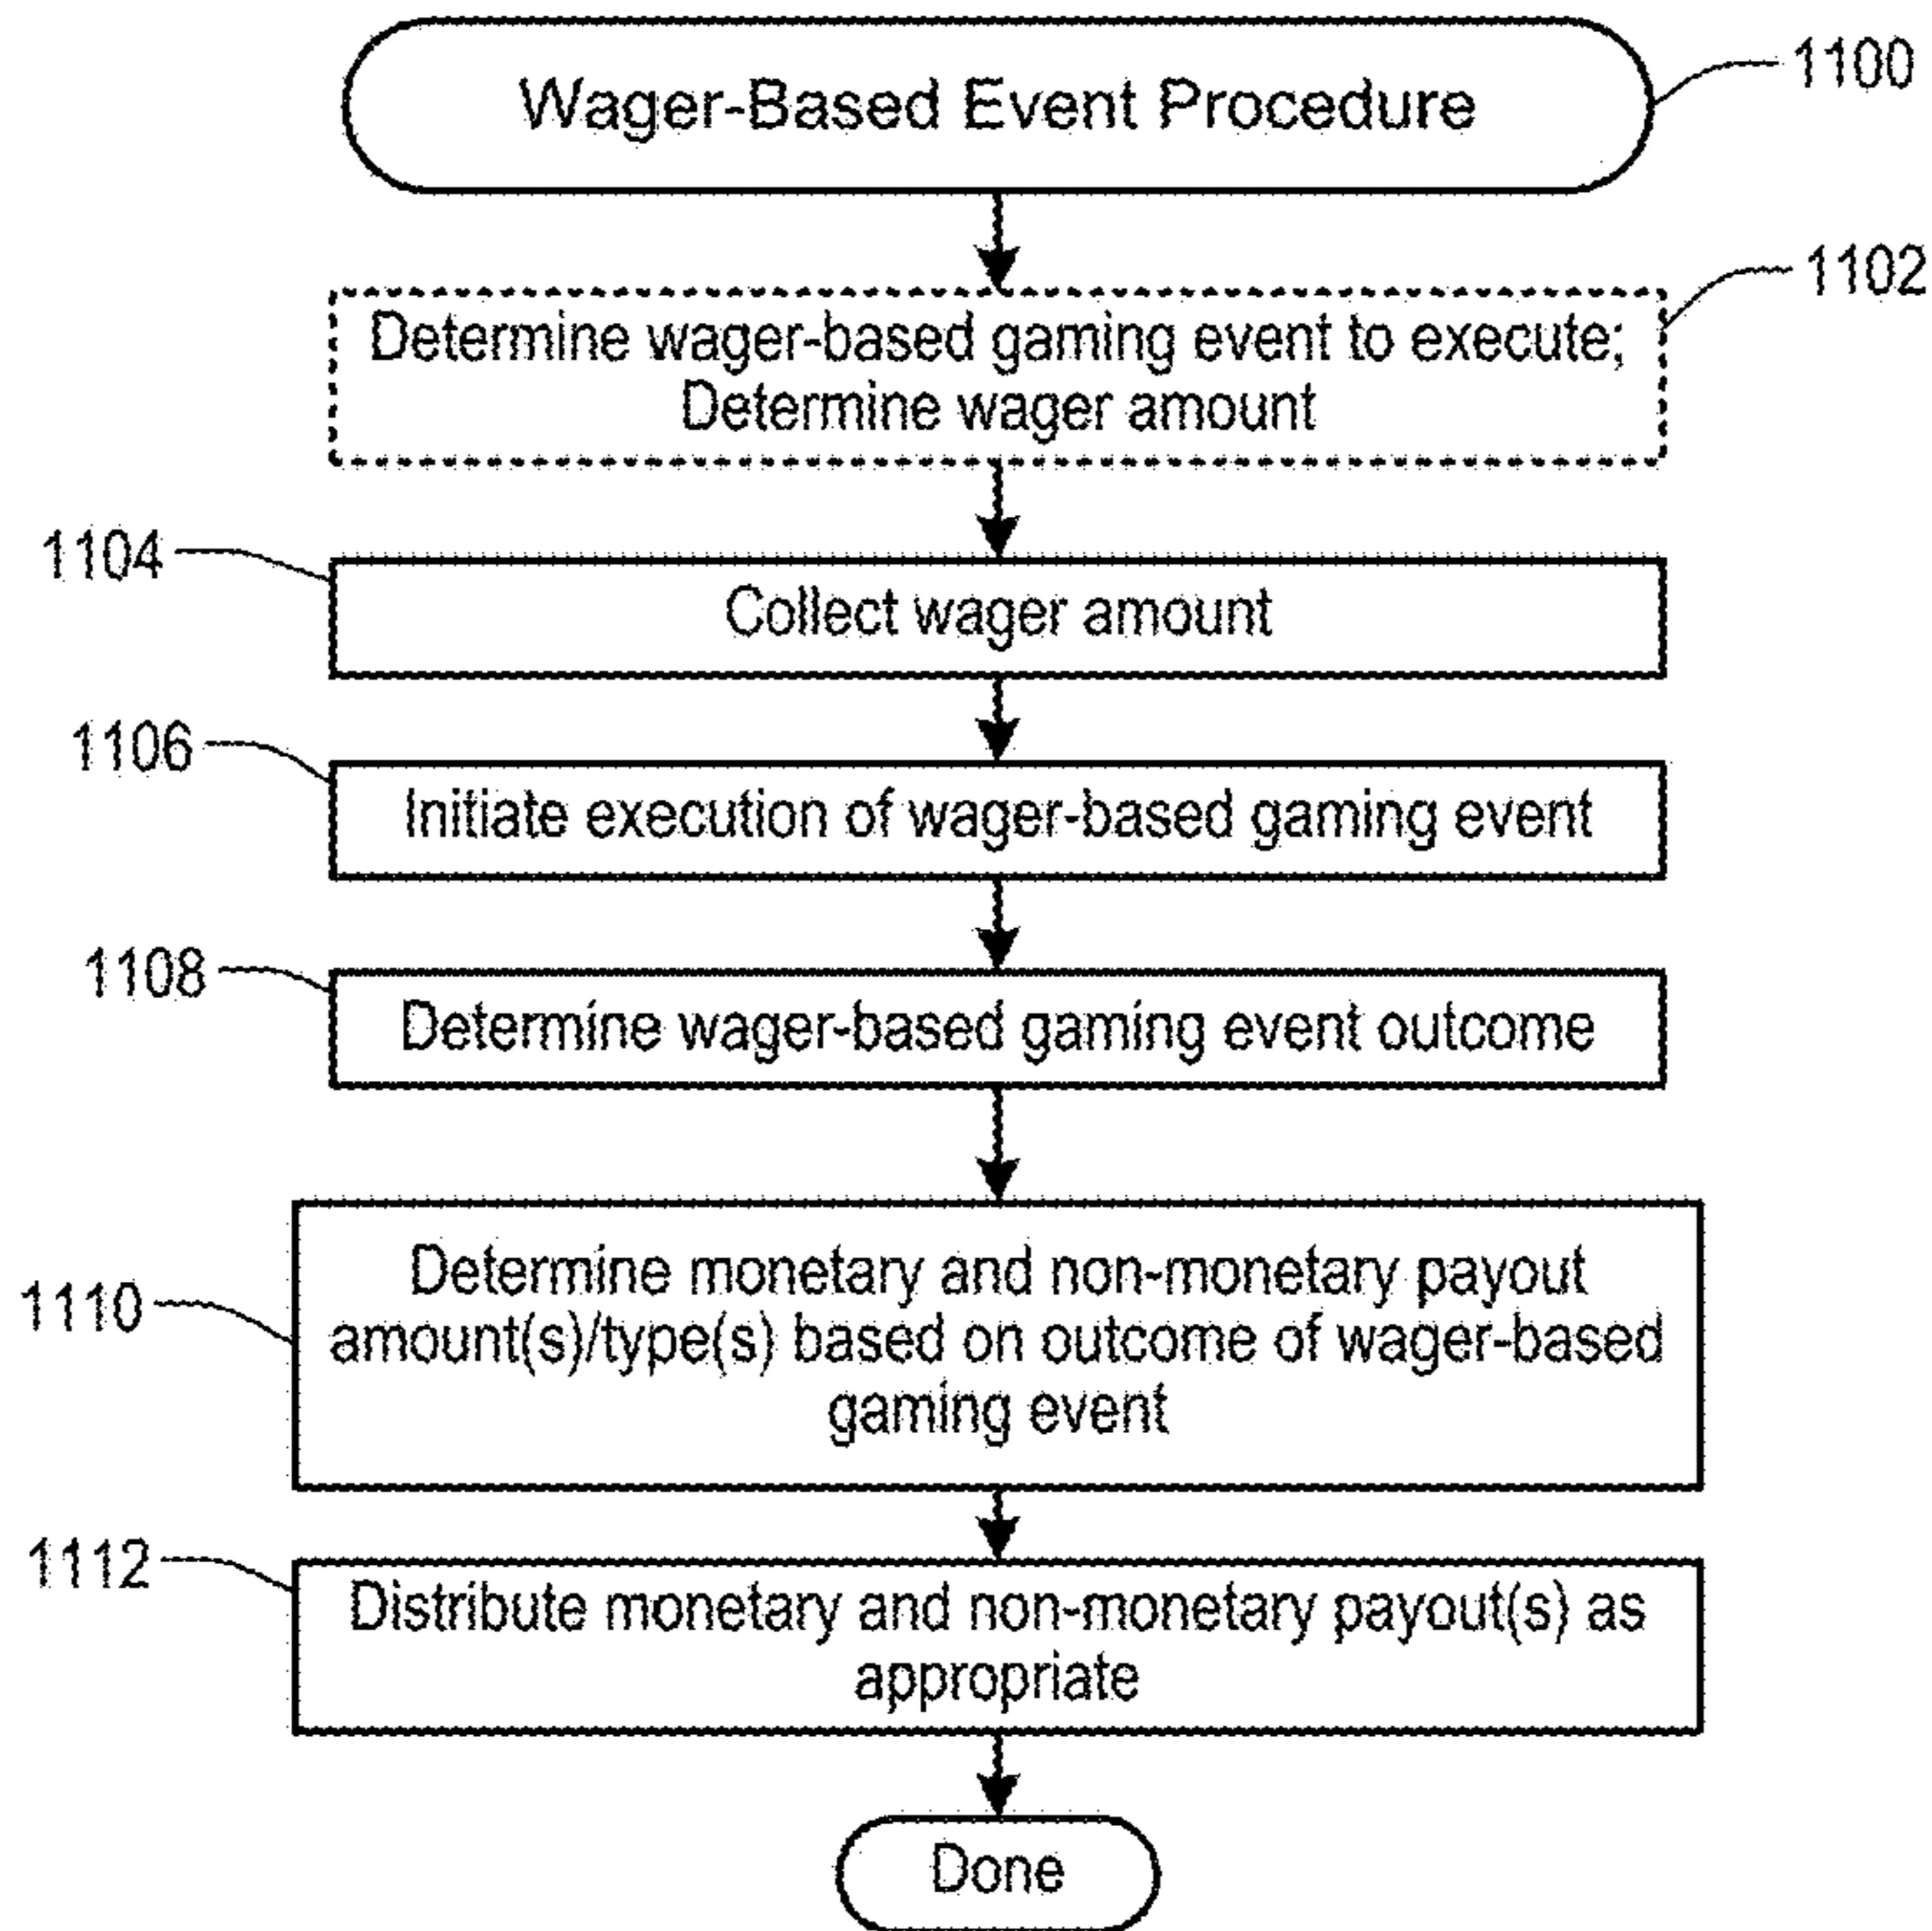 Wager-Based Event Procedure
1100
1102
Determine wager-based gaming event to execute;
Determine wager amount
1104
Collect wager amount
1106
Initiate execution of wager-based gaming event
1108
Determine wager-based gaming event outcome
1110
Determine monetary and non-monetary payout
amount(s)/type(s) based on outcome of wager-based
gaming event
1112
Distribute monetary and non-monetary payout(s) as
appropriate
Done